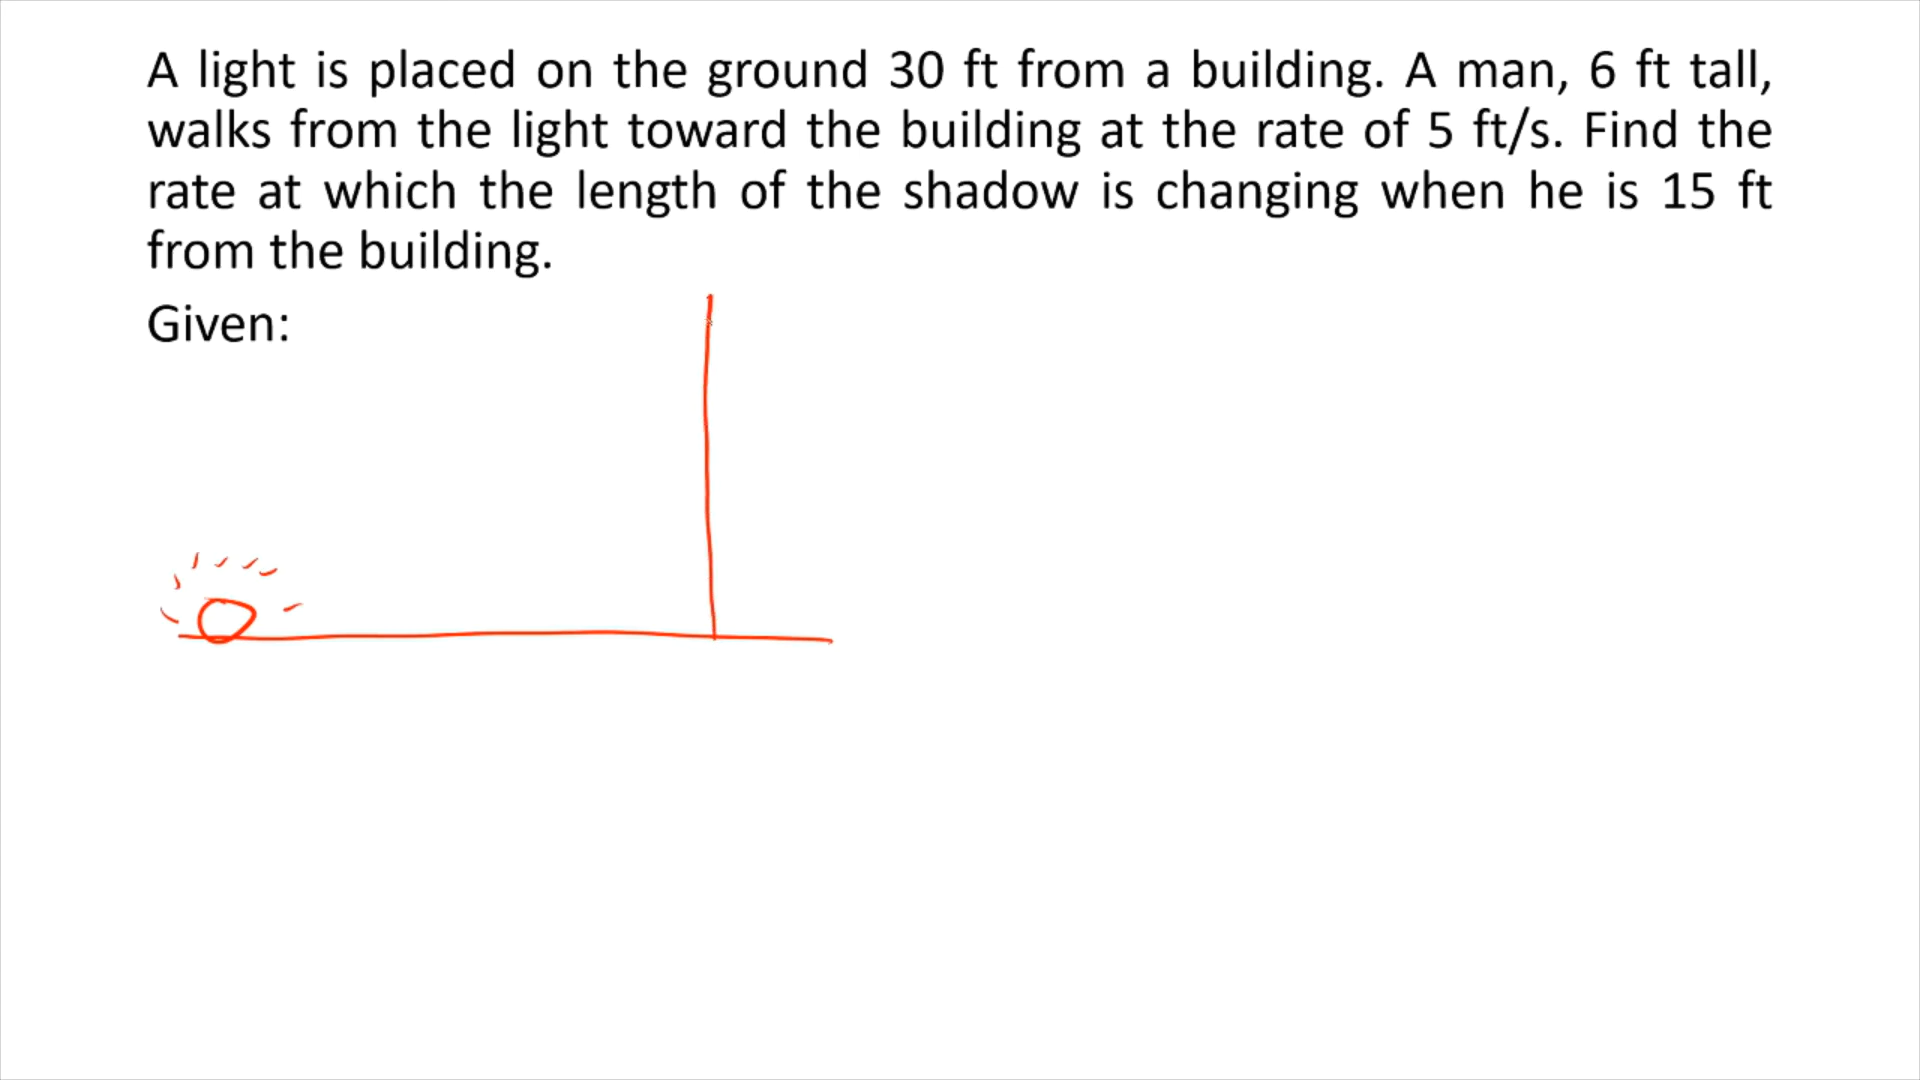 A light is placed on the ground 30 ft from a building. A man, 6 ft tall,
walks from the light toward the building at the rate of 5 ft/s. Find the
rate at which the length of the shadow is changing when he is 15 ft
from the building.
Given: